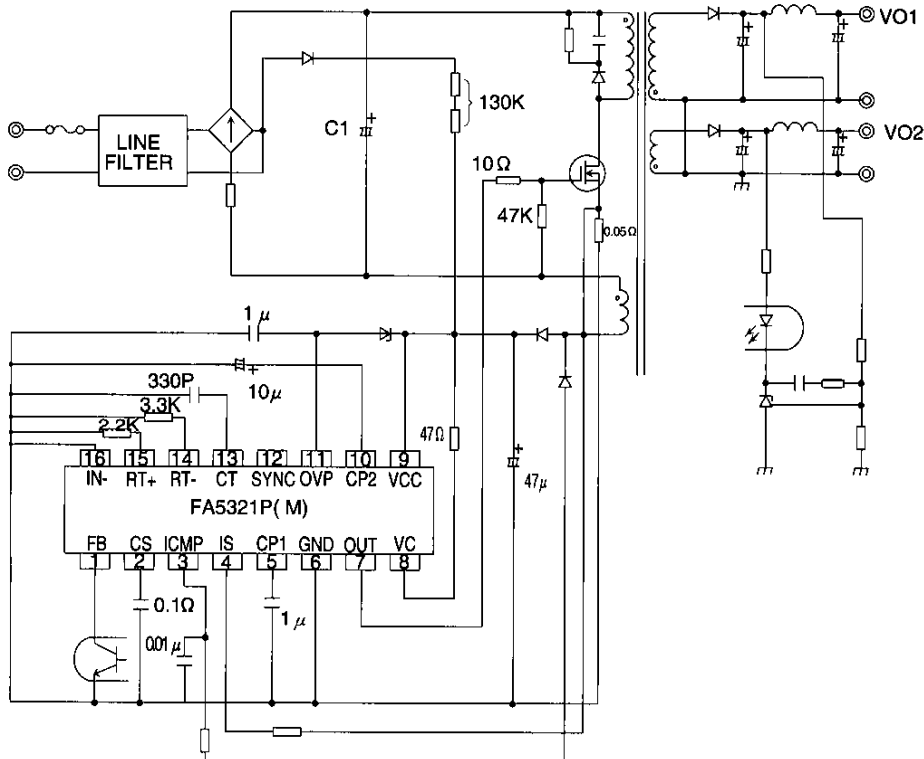 VO1
130K
C1
LINE
FILTER
VO2
10Ω
47K
0.05Ω
1μ
10μ
330P
3.3K
2.2K
47Ω
47μ
16 15 14 13 12 11 10 9
IN- RT+ RT- CT SYNC OVP CP2 VCC
FA5321P( M)
FB CS ICMP IS CP1 GND OUT VC
1 2 3 4 5 6 7 8
0.1Ω
1μ
0.01μ